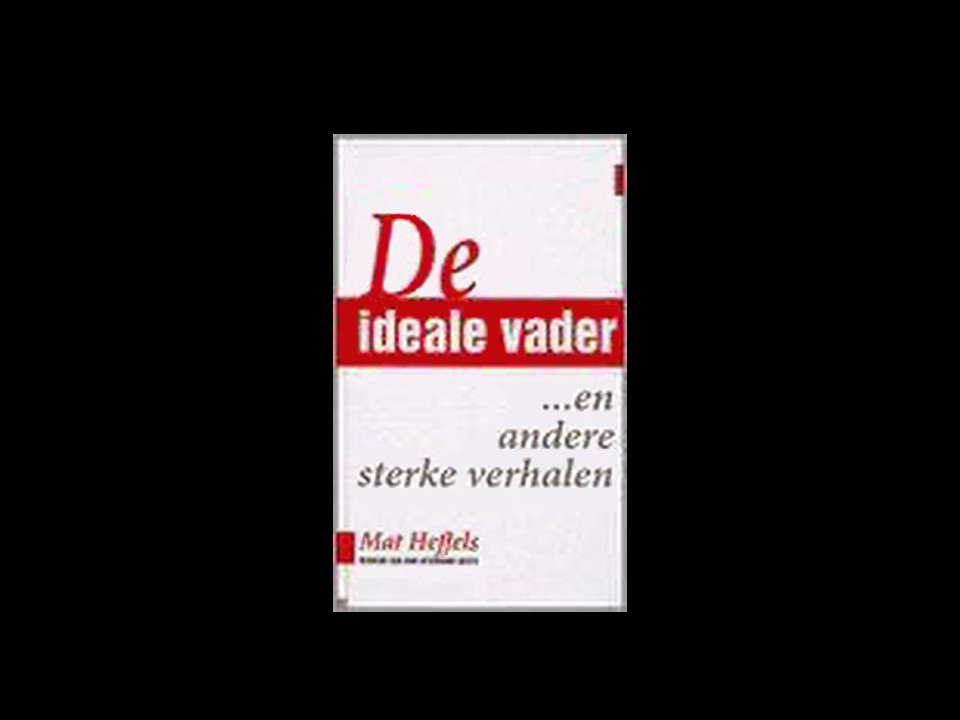 De
ideale vader
...en
andere
sterke verhalen
Mat Heffels